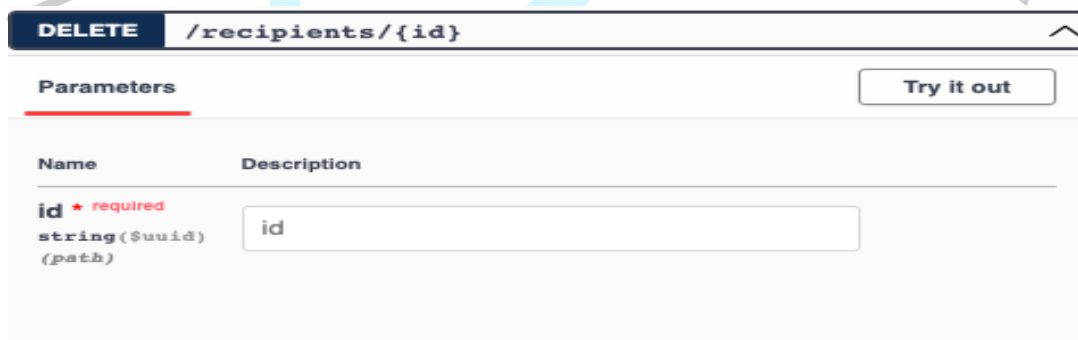 DELETE /recipients/{id}
Parameters Try it out
Name Description
id * required
string($uuid) id
(path)